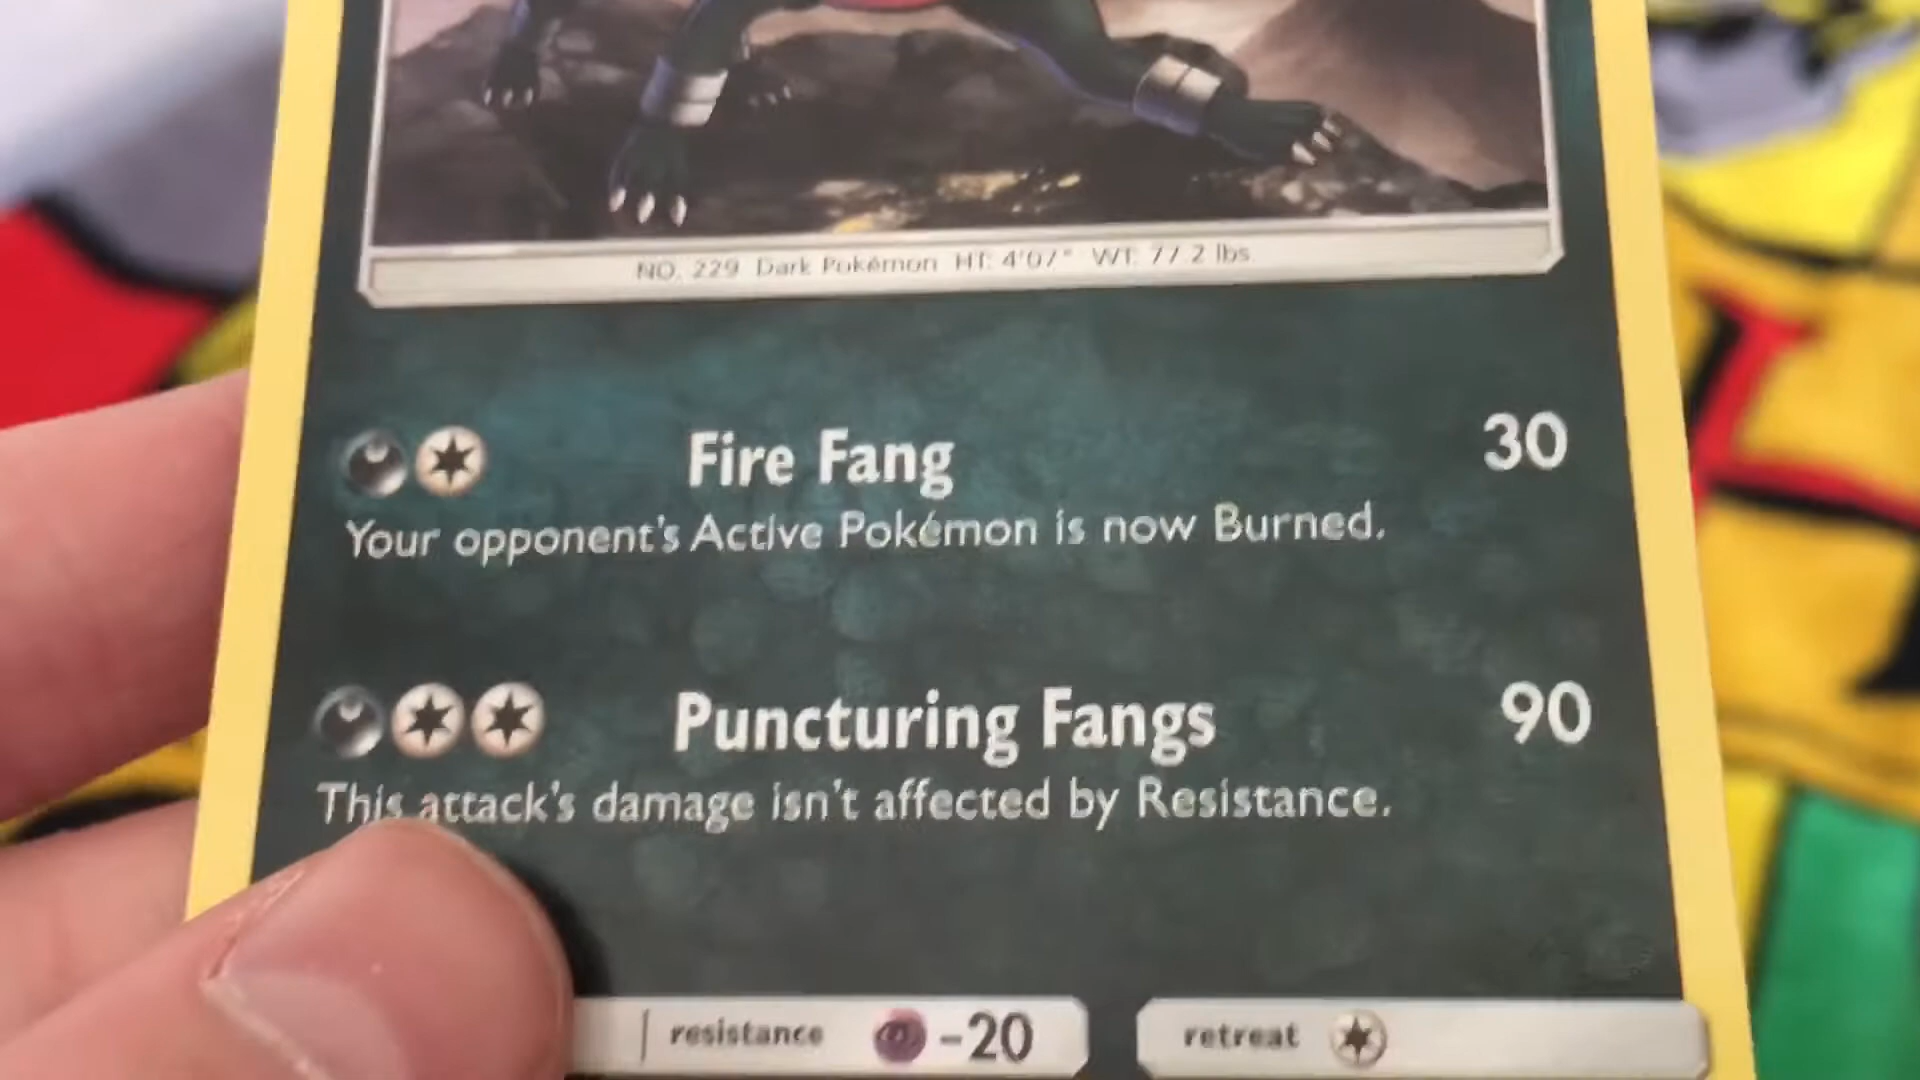 NO. 229 Dark Pokémon HT: 4'07" WT: 77.2 lbs
Fire Fang 30
Your opponent's Active Pokémon is now Burned.
Puncturing Fangs 90
This attack's damage isn't affected by Resistance.
resistance -20 retreat